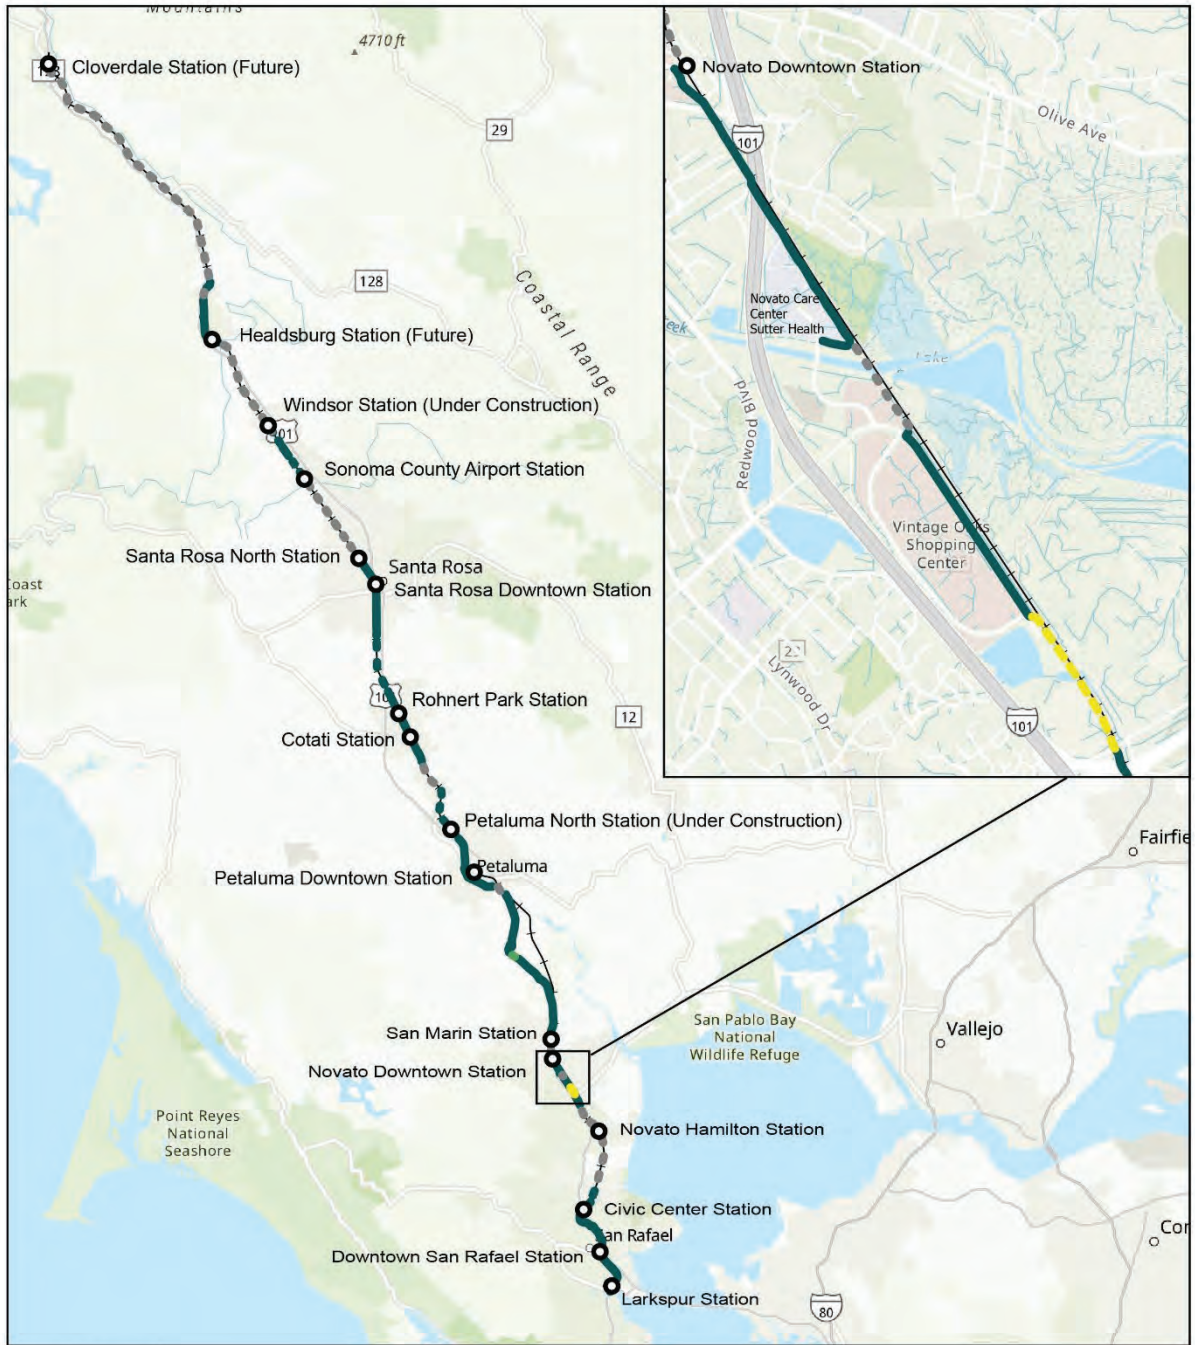 Mountains
4710 ft
Cloverdale Station (Future)
29
128
Coastal Range
Healdsburg Station (Future)
Windsor Station (Under Construction)
Sonoma County Airport Station
Santa Rosa North Station
Santa Rosa
Santa Rosa Downtown Station
Rohnert Park Station
12
Cotati Station
Petaluma North Station (Under Construction)
Petaluma
Petaluma Downtown Station
San Marin Station
Novato Downtown Station
San Pablo Bay
National
Wildlife Refuge
Vallejo
Point Reyes
National
Seashore
Novato Hamilton Station
Civic Center Station
Downtown San Rafael Station
Larkspur Station
80
Novato Downtown Station
Olive Ave
101
Novato Care
Center
Sutter Health
Lake
Redwood Blvd
Vintage Oaks
Shopping
Center
Lynwood Dr
101